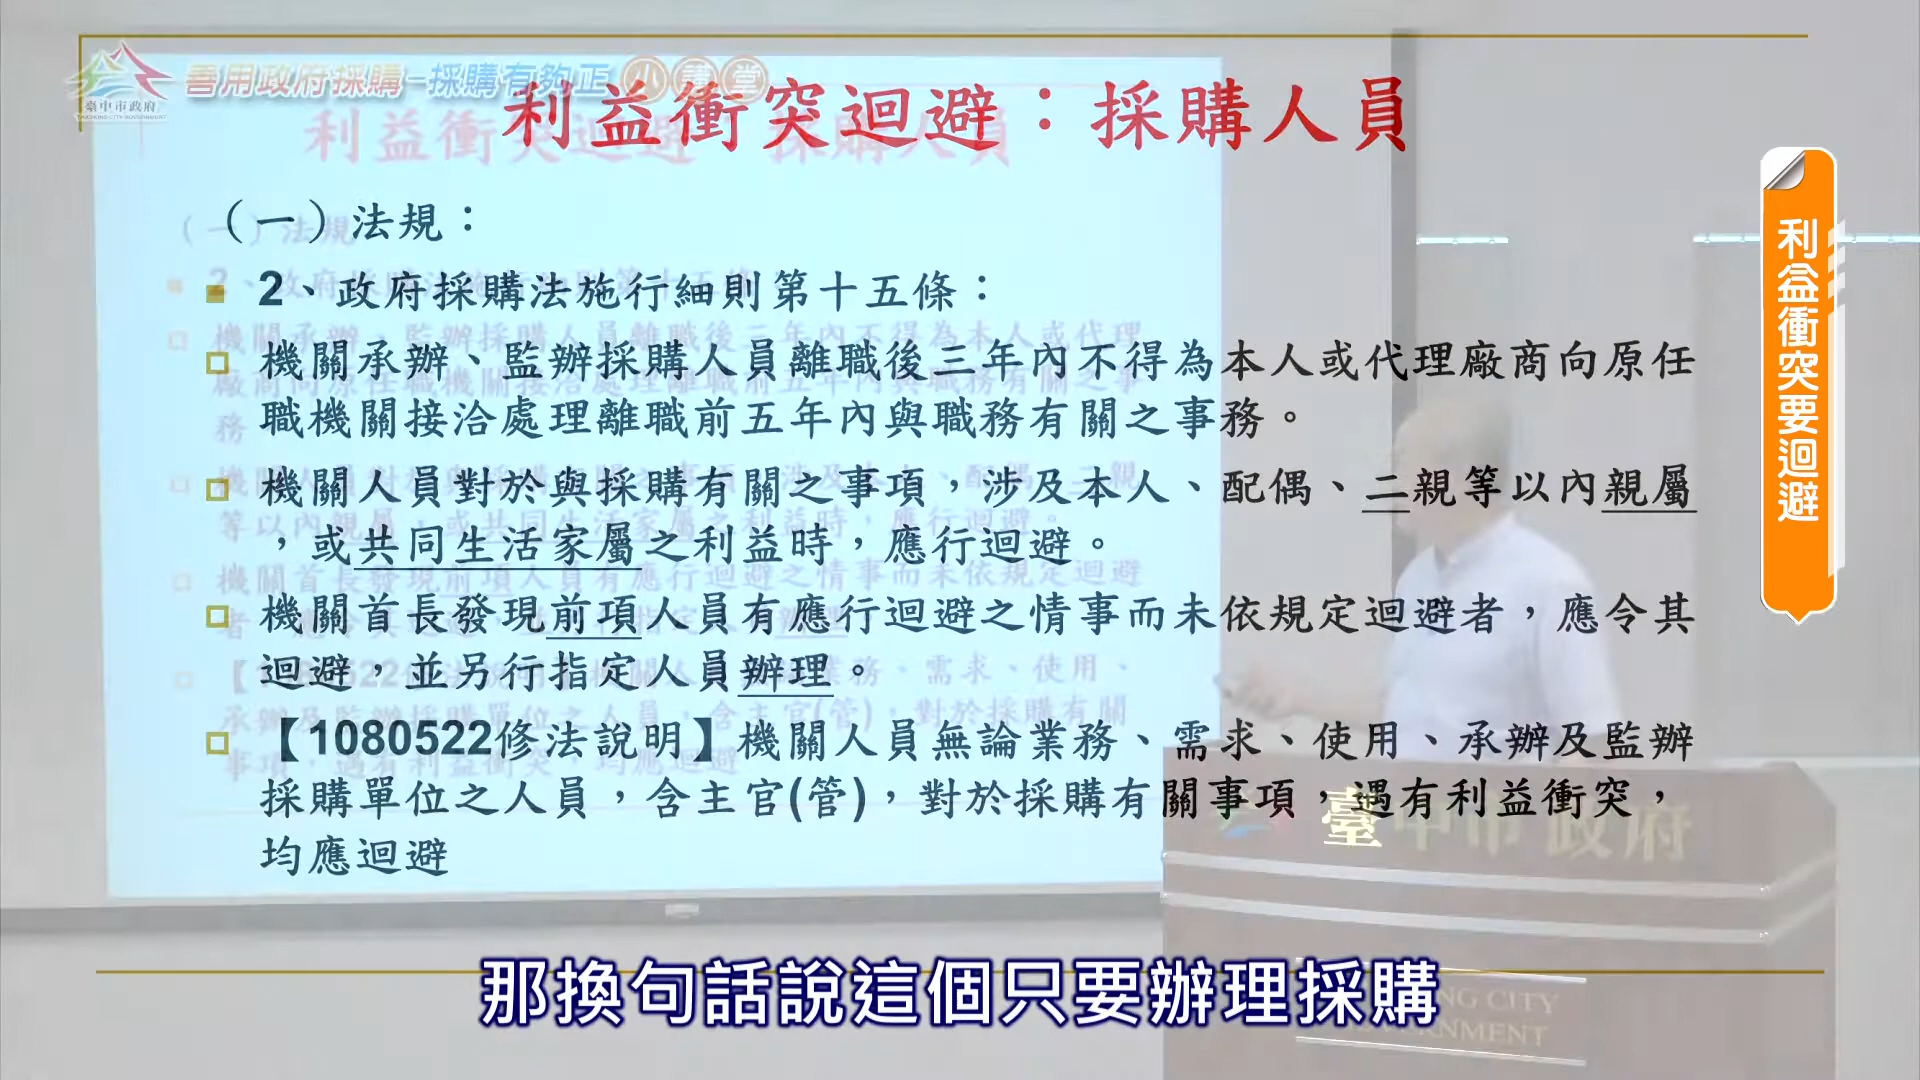 臺中市政府
善用政府採購-採購有夠正 小學堂
利益衝突迴避：採購人員
（一）法規：
2、政府採購法施行細則第十五條：
機關承辦、監辦採購人員離職後三年內不得為本人或代理廠商向原任
職機關接洽處理離職前五年內與職務有關之事務。
機關人員對於與採購有關之事項，涉及本人、配偶、二親等以內親屬
，或共同生活家屬之利益時，應行迴避。
機關首長發現前項人員有應行迴避之情事而未依規定迴避者，應令其
迴避，並另行指定人員辦理。
【1080522修法說明】機關人員無論業務、需求、使用、承辦及監辦
採購單位之人員，含主官(管)，對於採購有關事項，遇有利益衝突，
均應迴避
利益衝突要迴避
臺中市政府
NG CITY
RNMENT
那換句話說這個只要辦理採購